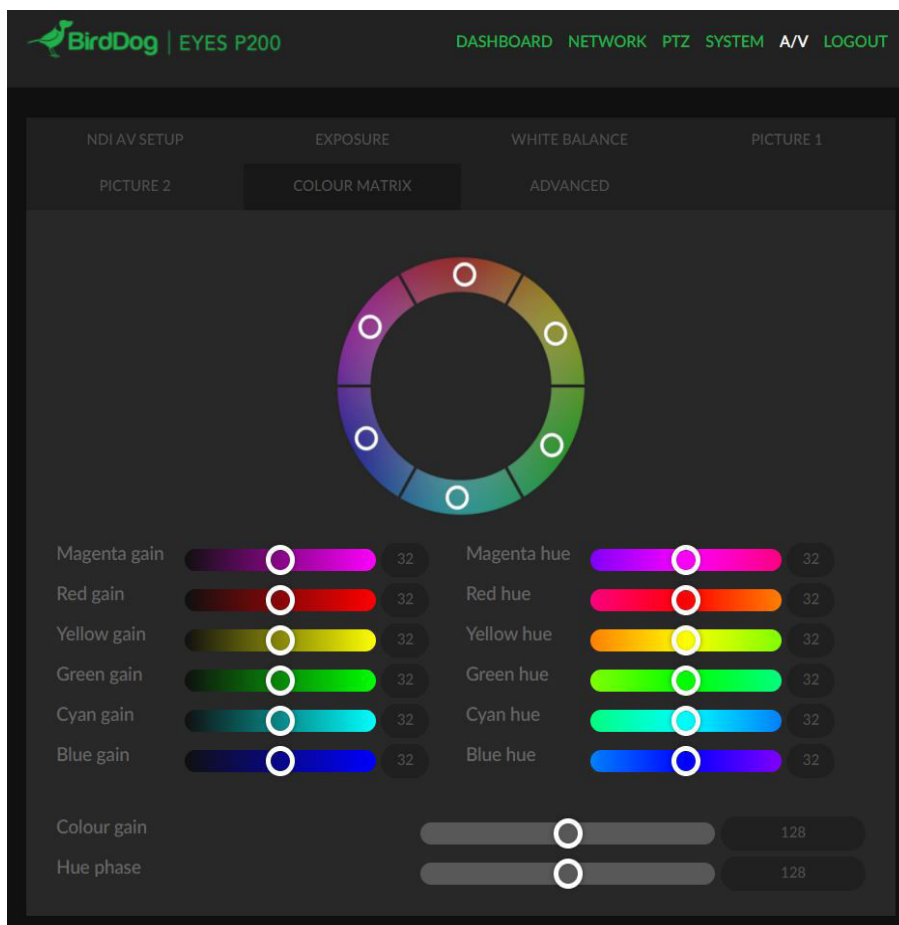 BirdDog | EYES P200 DASHBOARD NETWORK PTZ SYSTEM A/V LOGOUT
NDI AV SETUP EXPOSURE WHITE BALANCE PICTURE 1
PICTURE 2 COLOUR MATRIX ADVANCED
Magenta gain 32 Magenta hue 32
Red gain 32 Red hue 32
Yellow gain 32 Yellow hue 32
Green gain 32 Green hue 32
Cyan gain 32 Cyan hue 32
Blue gain 32 Blue hue 32
Colour gain 128
Hue phase 128